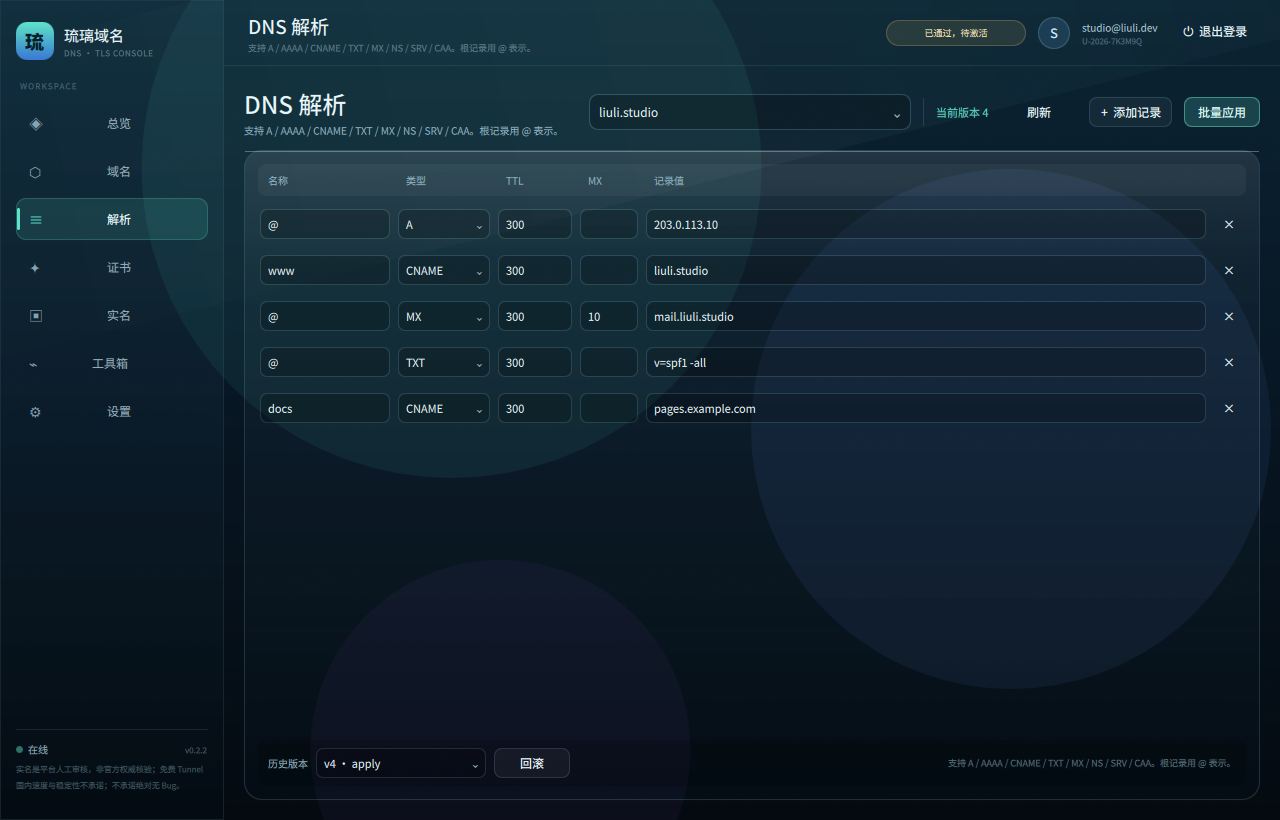 琉
琉璃域名
DNS · TLS CONSOLE
WORKSPACE
总览
域名
解析
证书
实名
工具箱
设置
在线
v0.2.2
实名是平台人工审核，非官方权威核验；免费 Tunnel
国内速度与稳定性不承诺；不承诺绝对无 Bug。
DNS 解析
支持 A / AAAA / CNAME / TXT / MX / NS / SRV / CAA。根记录用 @ 表示。
已通过，待激活
S
studio@liuli.dev
U-2026-7K3M9Q
退出登录
DNS 解析
支持 A / AAAA / CNAME / TXT / MX / NS / SRV / CAA。根记录用 @ 表示。
liuli.studio
当前版本 4
刷新
+ 添加记录
批量应用
名称 类型 TTL MX 记录值
@ A 300 203.0.113.10 ×
www CNAME 300 liuli.studio ×
@ MX 300 10 mail.liuli.studio ×
@ TXT 300 v=spf1 -all ×
docs CNAME 300 pages.example.com ×
历史版本 v4 · apply 回滚
支持 A / AAAA / CNAME / TXT / MX / NS / SRV / CAA。根记录用 @ 表示。